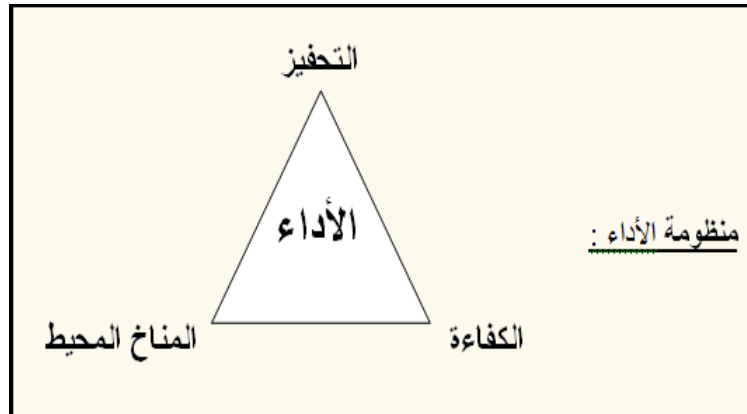 التحفيز
الأداء
منظومة الأداء :
الكفاءة
المناخ المحيط